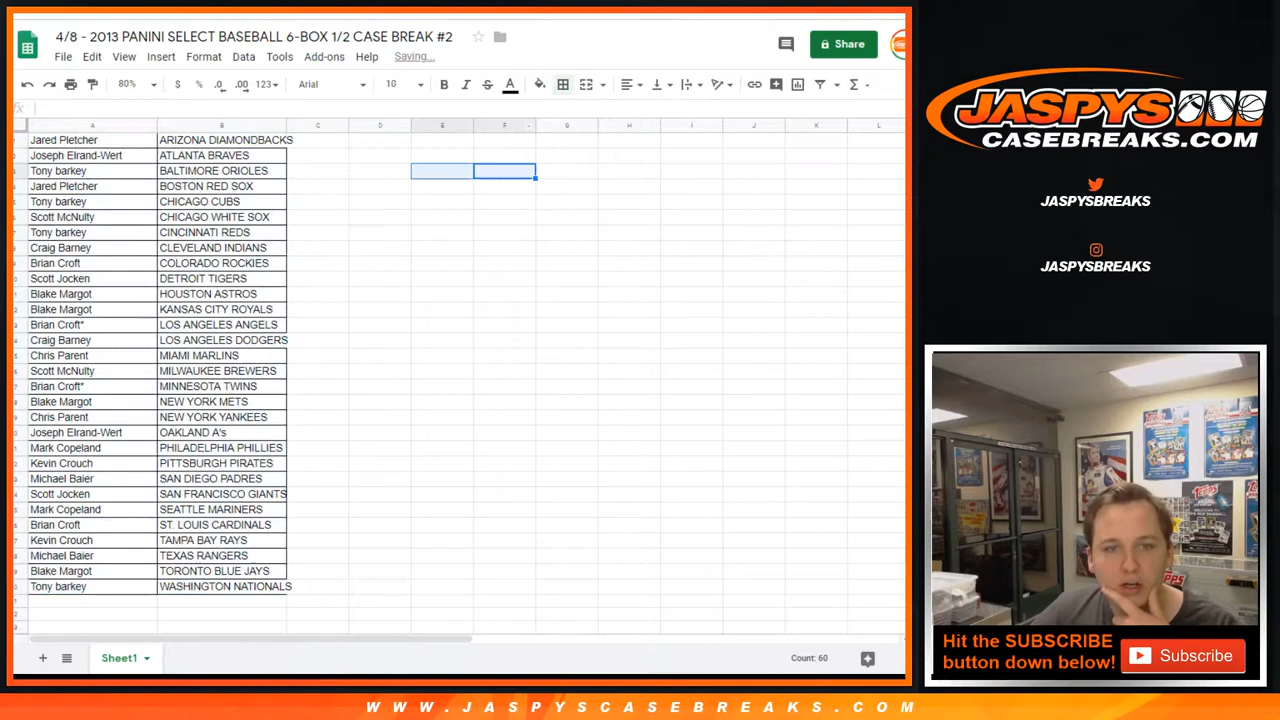 4/8 - 2013 PANINI SELECT BASEBALL 6-BOX 1/2 CASE BREAK #2
File Edit View Insert Format Data Tools Add-ons Help Saving...
Share
80% $ % .0 .00 123 Arial 10
fx
A B C D E F G H I J K L
Jared Pletcher ARIZONA DIAMONDBACKS
Joseph Elrand-Wert ATLANTA BRAVES
Tony barkey BALTIMORE ORIOLES
Jared Pletcher BOSTON RED SOX
Tony barkey CHICAGO CUBS
Scott McNulty CHICAGO WHITE SOX
Tony barkey CINCINNATI REDS
Craig Barney CLEVELAND INDIANS
Brian Croft COLORADO ROCKIES
Scott Jocken DETROIT TIGERS
Blake Margot HOUSTON ASTROS
Blake Margot KANSAS CITY ROYALS
Brian Croft* LOS ANGELES ANGELS
Craig Barney LOS ANGELES DODGERS
Chris Parent MIAMI MARLINS
Scott McNulty MILWAUKEE BREWERS
Brian Croft* MINNESOTA TWINS
Blake Margot NEW YORK METS
Chris Parent NEW YORK YANKEES
Joseph Elrand-Wert OAKLAND A's
Mark Copeland PHILADELPHIA PHILLIES
Kevin Crouch PITTSBURGH PIRATES
Michael Baier SAN DIEGO PADRES
Scott Jocken SAN FRANCISCO GIANTS
Mark Copeland SEATTLE MARINERS
Brian Croft ST. LOUIS CARDINALS
Kevin Crouch TAMPA BAY RAYS
Michael Baier TEXAS RANGERS
Blake Margot TORONTO BLUE JAYS
Tony barkey WASHINGTON NATIONALS
Sheet1
Count: 60
JASPYS
CASEBREAKS.COM
JASPYSBREAKS
JASPYSBREAKS
Topps
Hit the SUBSCRIBE
button down below!
Subscribe
WWW.JASPYSCASEBREAKS.COM